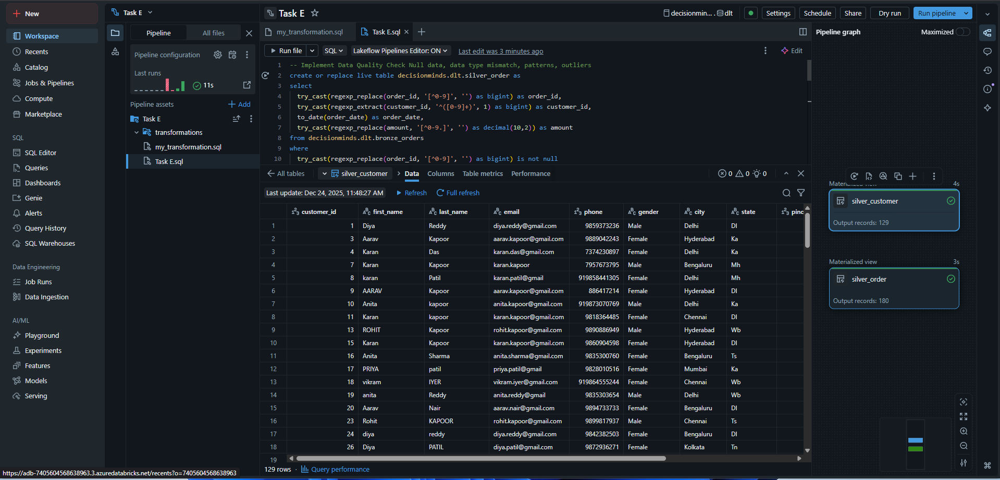 New
Workspace
Recents
Catalog
Jobs & Pipelines
Compute
Marketplace
SQL
SQL Editor
Queries
Dashboards
Genie
Alerts
Query History
SQL Warehouses
Data Engineering
Job Runs
Data Ingestion
AI/ML
Playground
Experiments
Features
Models
Serving
https://adb-7405604568638963.3.azuredatabricks.net/recents?o=7405604568638963
Task E
Pipeline All files
Pipeline configuration
Last runs
11s
Pipeline assets Add
Task E
transformations
my_transformation.sql
Task E.sql
Task E
decisionmin... . dlt Settings Schedule Share Dry run Run pipeline
my_transformation.sql Task E.sql
Run file SQL Lakeflow Pipelines Editor: ON Last edit was 3 minutes ago Edit
1 -- Implement Data Quality Check Null data, data type mismatch, patterns, outliers
2 create or replace live table decisionminds.dlt.silver_order as
3 select
4 try_cast(regexp_replace(order_id, '[^0-9]', '') as bigint) as order_id,
5 try_cast(regexp_extract(customer_id, '^([0-9]+)', 1) as bigint) as customer_id,
6 to_date(order_date) as order_date,
7 try_cast(regexp_replace(amount, '[^0-9.]', '') as decimal(10,2)) as amount
8 from decisionminds.dlt.bronze_orders
9 where
10 try_cast(regexp_replace(order_id, '[^0-9]', '') as bigint) is not null
All tables silver_customer Data Columns Table metrics Performance 0 0 0
Last update: Dec 24, 2025, 11:48:27 AM Refresh Full refresh
customer_id first_name last_name email phone gender city state pinc
1 1 Diya Reddy diya.reddy@gmail.com 9859373236 Male Delhi Dl
2 3 Aarav Kapoor aarav.kapoor@gmail.com 9889042243 Female Hyderabad Ka
3 4 Karan Das karan.das@gmail.com 7374230897 Female Delhi Ka
4 7 Karan Kapoor karan.kapoor 7957673795 Male Bengaluru Mh
5 8 karan Patil karan.patil@gmail 919858441305 Female Delhi Mh
6 9 AARAV Kapoor aarav.kapoor@gmail.com 886417214 Female Hyderabad Dl
7 10 Anita kapoor anita.kapoor@gmail.com 919873070769 Male Delhi Ka
8 11 Karan kapoor karan.kapoor@gmail.com 9818364485 Female Chennai Dl
9 13 ROHIT Kapoor rohit.kapoor@gmail.com 9890886949 Male Hyderabad Wb
10 15 Karan Kapoor karan.kapoor@gmail.com 9860904598 Female Hyderabad Dl
11 16 Anita Sharma anita.sharma@gmail.com 9835300760 Female Bengaluru Ts
12 17 PRIYA patil priya.patil@gmail 9828010516 Female Mumbai Ka
13 18 vikram IYER vikram.iyer@gmail.com 919864555244 Female Chennai Wb
14 19 anita Reddy anita.reddy@gmail 9835303654 Male Delhi Wb
15 20 Aarav Nair aarav.nair@gmail.com 9894733733 Female Bengaluru Dl
16 23 Rohit KAPOOR rohit.kapoor@gmail.com 9899817937 Male Chennai Ts
17 24 diya reddy diya.reddy@gmail.com 9842382503 Female Bengaluru Dl
18 26 Diya PATIL diya.patil@gmail.com 9872936271 Female Kolkata Tn
19
129 rows · Query performance
Pipeline graph Maximized
Materialized view 4s
silver_customer
Output records: 129
Materialized view 3s
silver_order
Output records: 180